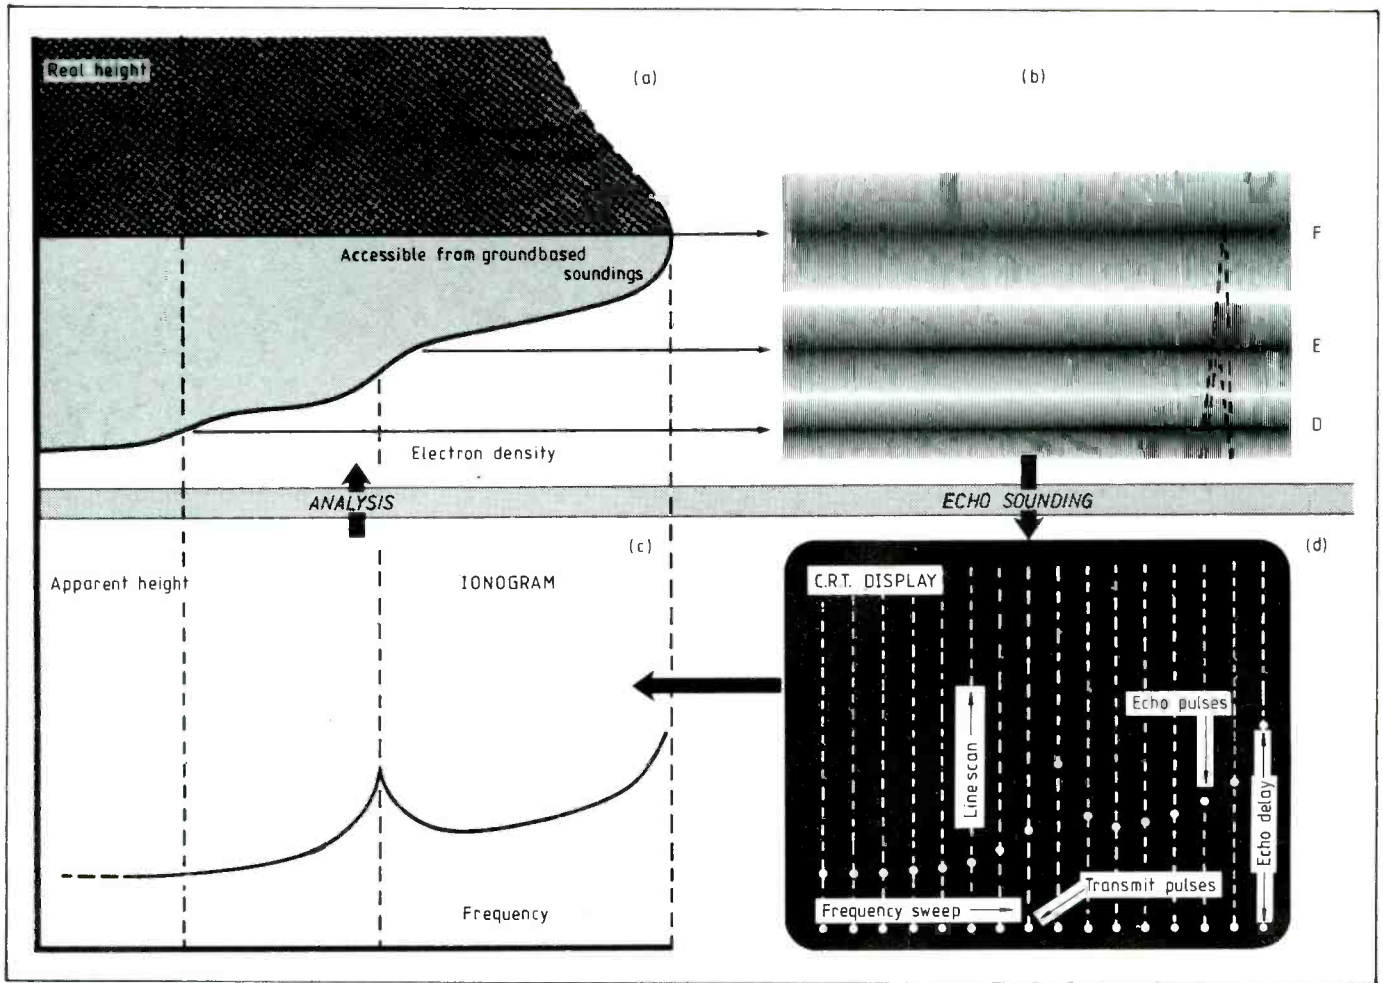 Real height
(a)
(b)
Accessible from groundbased
soundings
F
E
D
Electron density
ANALYSIS
ECHO SOUNDING
(c)
(d)
Apparent height
IONOGRAM
C.R.T. DISPLAY
Line scan
Echo pulses
Echo delay
Transmit pulses
Frequency sweep
Frequency